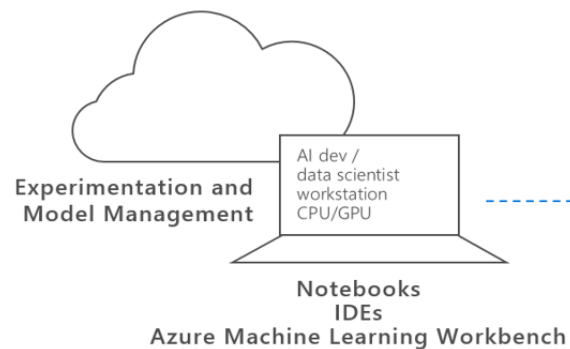 AI dev /
data scientist
workstation
CPU/GPU
Experimentation and
Model Management
Notebooks
IDEs
Azure Machine Learning Workbench